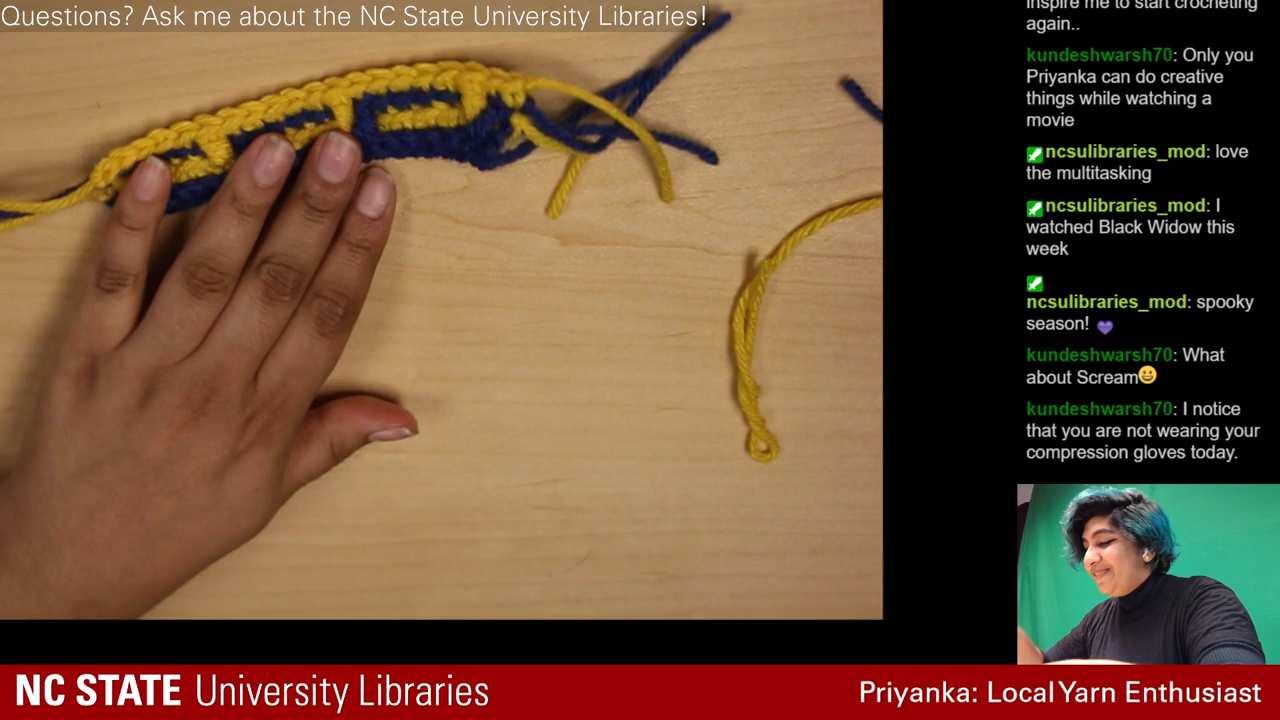 Questions? Ask me about the NC State University Libraries!
inspire me to start crocheting
again..
kundeshwarsh70: Only you
Priyanka can do creative
things while watching a
movie
ncsulibraries_mod: love
the multitasking
ncsulibraries_mod: I
watched Black Widow this
week
ncsulibraries_mod: spooky
season!
kundeshwarsh70: What
about Scream
kundeshwarsh70: I notice
that you are not wearing your
compression gloves today.
NC STATE University Libraries
Priyanka: Local Yarn Enthusiast